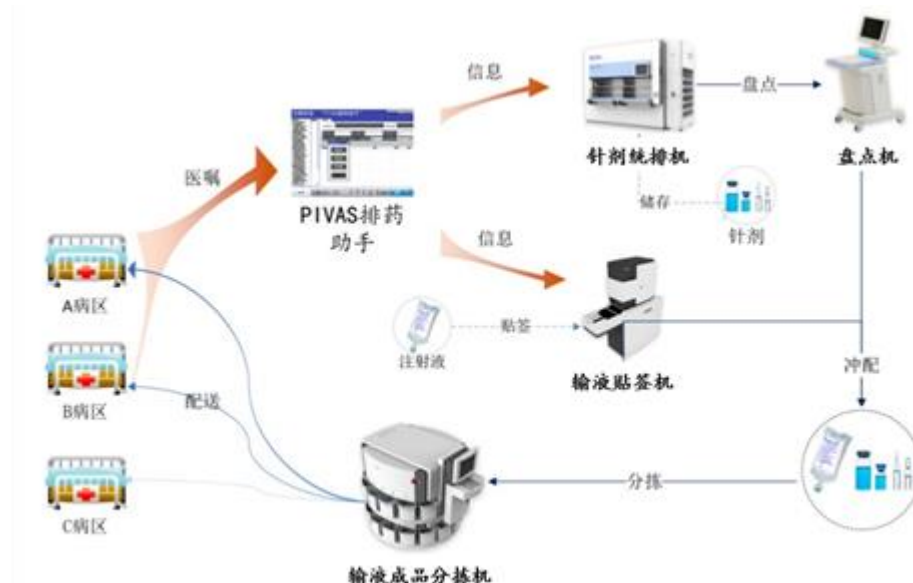 信息
盘点
医嘱
针剂统排机
盘点机
储存
PIVAS排药
助手
针剂
信息
A病区
贴签
注射液
冲配
输液贴签机
B病区
配送
分拣
C病区
输液成品分拣机